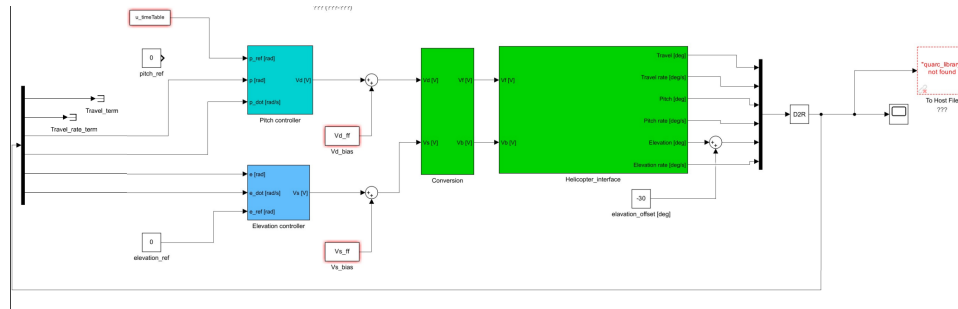 u_timeTable
0
pitch_ref
p_ref [rad]
p [rad]
p_dot [rad/s]
Vd [V]
Pitch controller
Travel_term
Travel_rate_term
Vd_ff
Vd_bias
e [rad]
e_dot [rad/s]
e_ref [rad]
Vs [V]
Elevation controller
0
elevation_ref
Vs_ff
Vs_bias
Vd [V]
Vs [V]
Vf [V]
Vb [V]
Conversion
Vf [V]
Vb [V]
Travel [deg]
Travel rate [deg/s]
Pitch [deg]
Pitch rate [deg/s]
Elevation [deg]
Elevation rate [deg/s]
Helicopter_interface
-30
elavation_offset [deg]
D2R
"quarc_librar
not found
To Host File
???